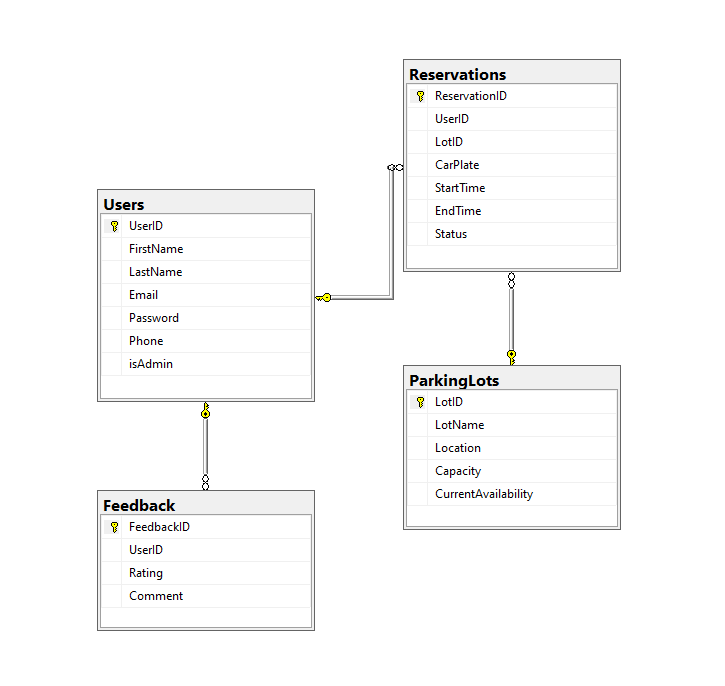 Reservations
ReservationID
UserID
LotID
CarPlate
StartTime
EndTime
Status
Users
UserID
FirstName
LastName
Email
Password
Phone
isAdmin
ParkingLots
LotID
LotName
Location
Capacity
CurrentAvailability
Feedback
FeedbackID
UserID
Rating
Comment